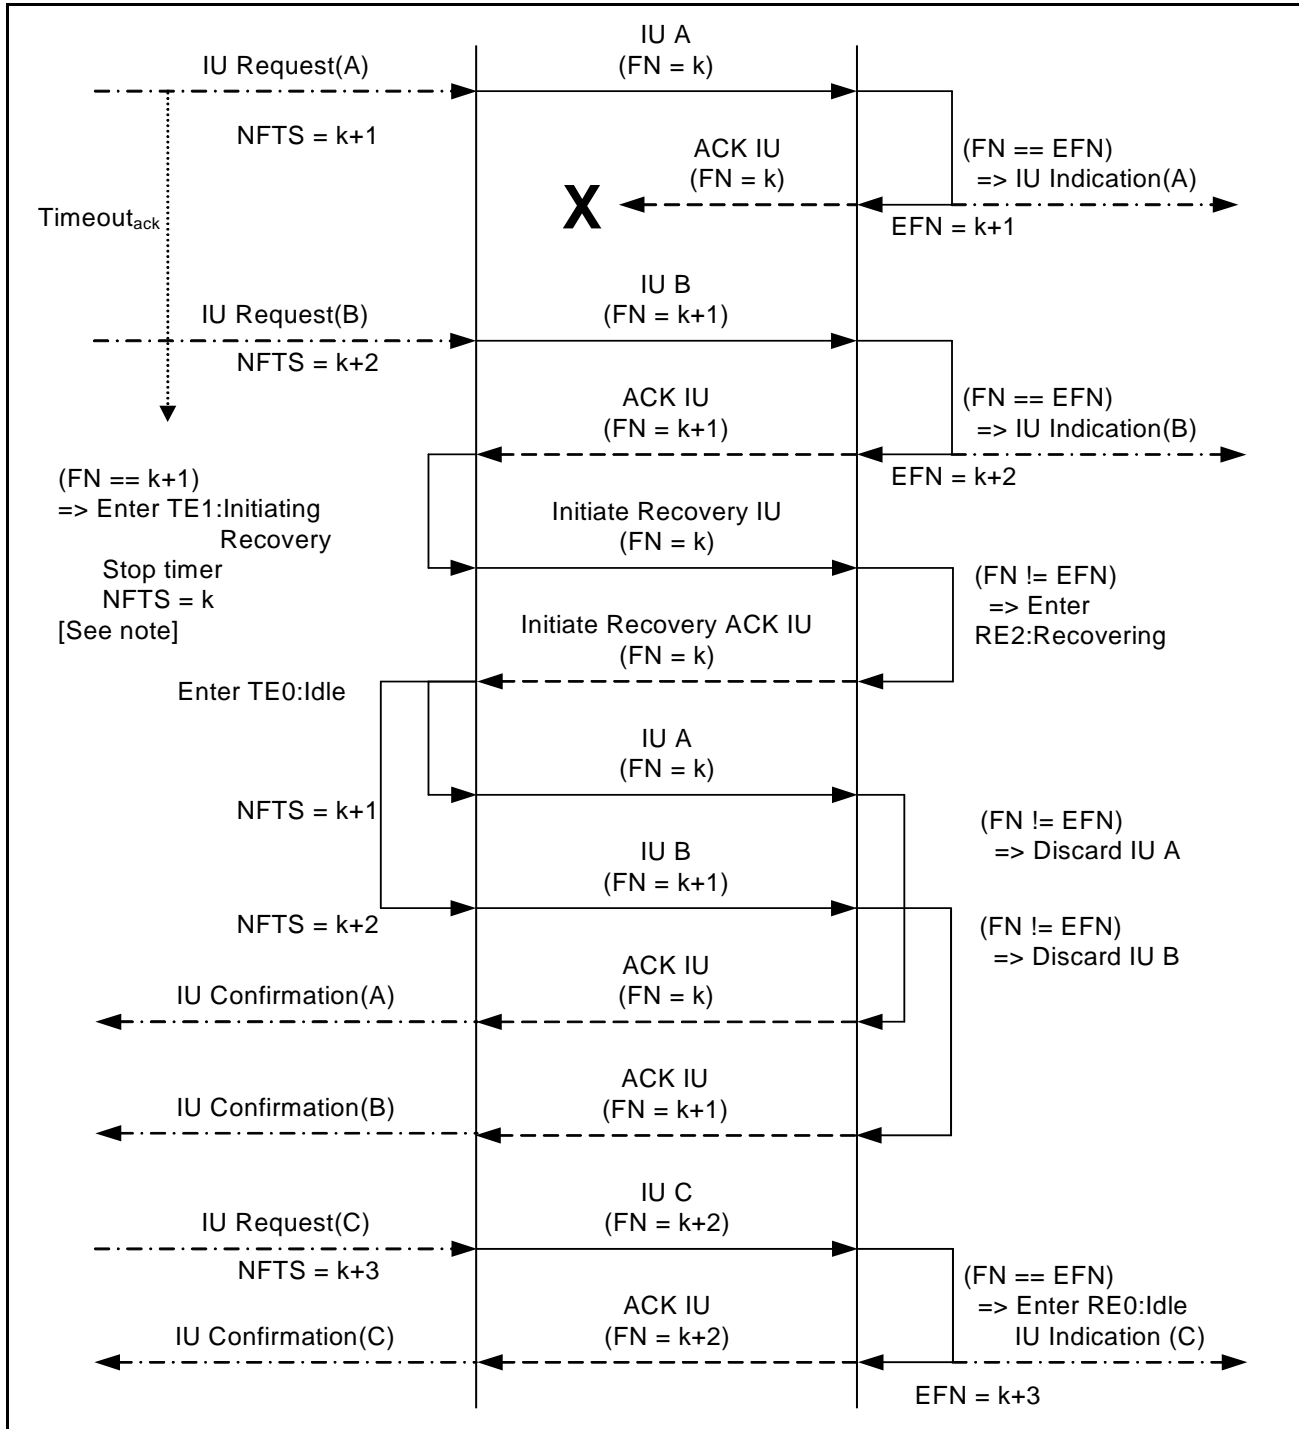 IU A
IU Request(A)
(FN = k)
NFTS = k+1
ACK IU
(FN = k)
(FN == EFN)
=> IU Indication(A)
X
Timeoutack
EFN = k+1
IU B
IU Request(B)
(FN = k+1)
NFTS = k+2
ACK IU
(FN = k+1)
(FN == EFN)
=> IU Indication(B)
EFN = k+2
(FN == k+1)
=> Enter TE1:Initiating
Recovery
Stop timer
NFTS = k
[See note]
Initiate Recovery IU
(FN = k)
(FN != EFN)
=> Enter
RE2:Recovering
Initiate Recovery ACK IU
(FN = k)
Enter TE0:Idle
IU A
(FN = k)
NFTS = k+1
(FN != EFN)
=> Discard IU A
IU B
(FN = k+1)
NFTS = k+2
(FN != EFN)
=> Discard IU B
ACK IU
IU Confirmation(A)
(FN = k)
ACK IU
IU Confirmation(B)
(FN = k+1)
IU C
IU Request(C)
(FN = k+2)
NFTS = k+3
(FN == EFN)
=> Enter RE0:Idle
IU Indication (C)
ACK IU
IU Confirmation(C)
(FN = k+2)
EFN = k+3